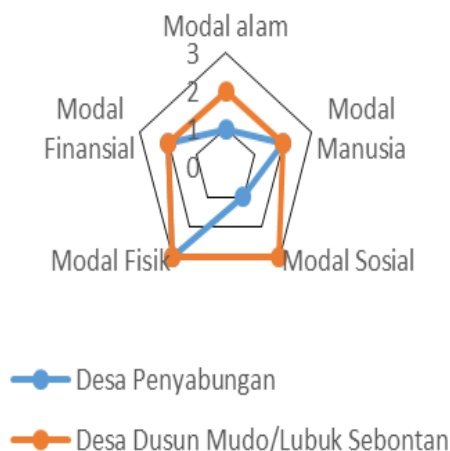 Modal alam
3
2
1
0
Modal
Finansial
Modal
Manusia
Modal Fisik
Modal Sosial
Desa Penyabungan
Desa Dusun Mudo/Lubuk Sebontan